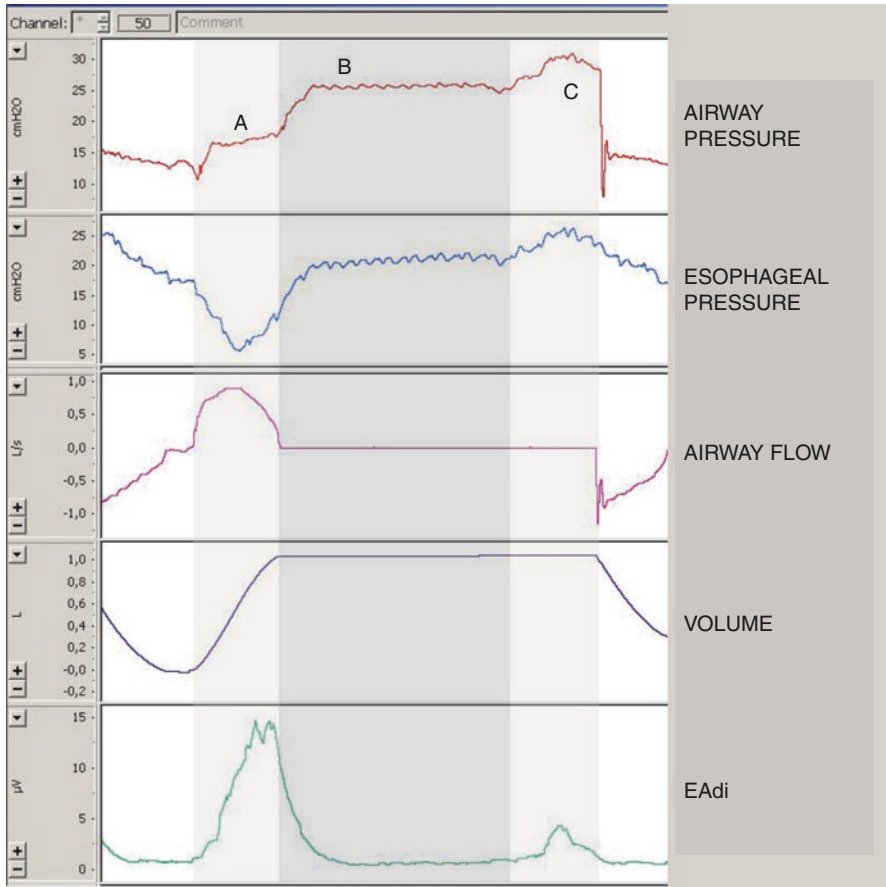 Channel: * 50 Comment
cmH2O
30
25
20
15
10
A
B
C
AIRWAY
PRESSURE
cmH2O
25
20
15
10
5
ESOPHAGEAL
PRESSURE
L/s
1,0
0,5
0,0
-0,5
-1,0
AIRWAY FLOW
L
1,0
0,8
0,6
0,4
0,2
-0,0
-0,2
VOLUME
µV
15
10
5
0
EAdi